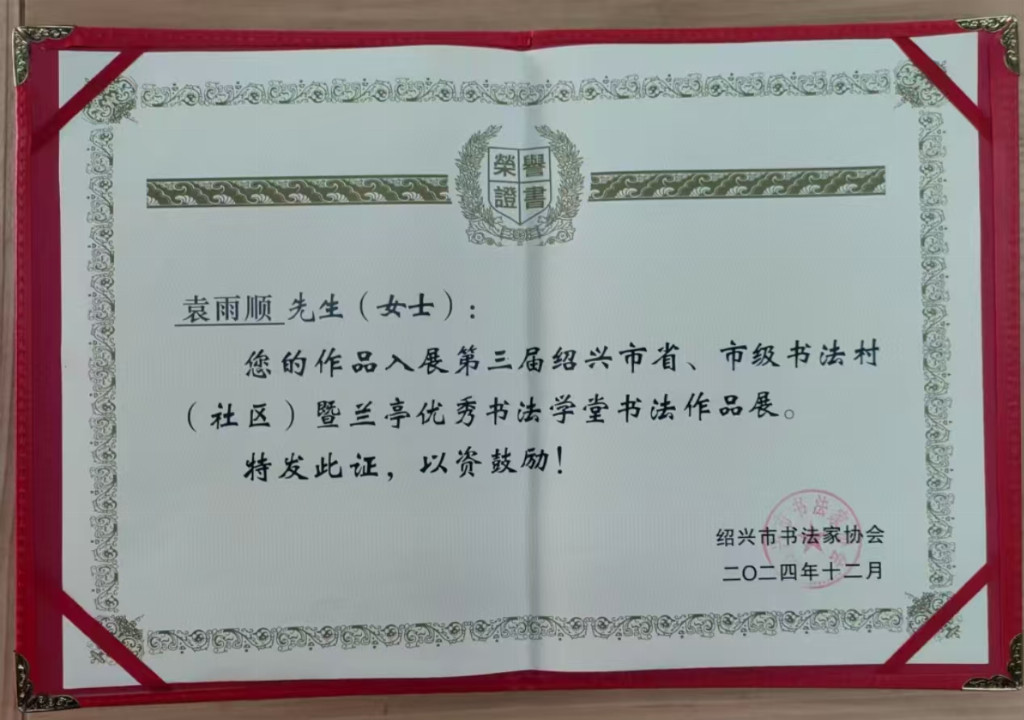 榮譽
證書
袁雨顺 先生（女士）：
您的作品入展第三届绍兴市省、市级书法村
（社区）暨兰亭优秀书法学堂书法作品展。
特发此证，以资鼓励！
绍兴市书法家协会
二〇二四年十二月